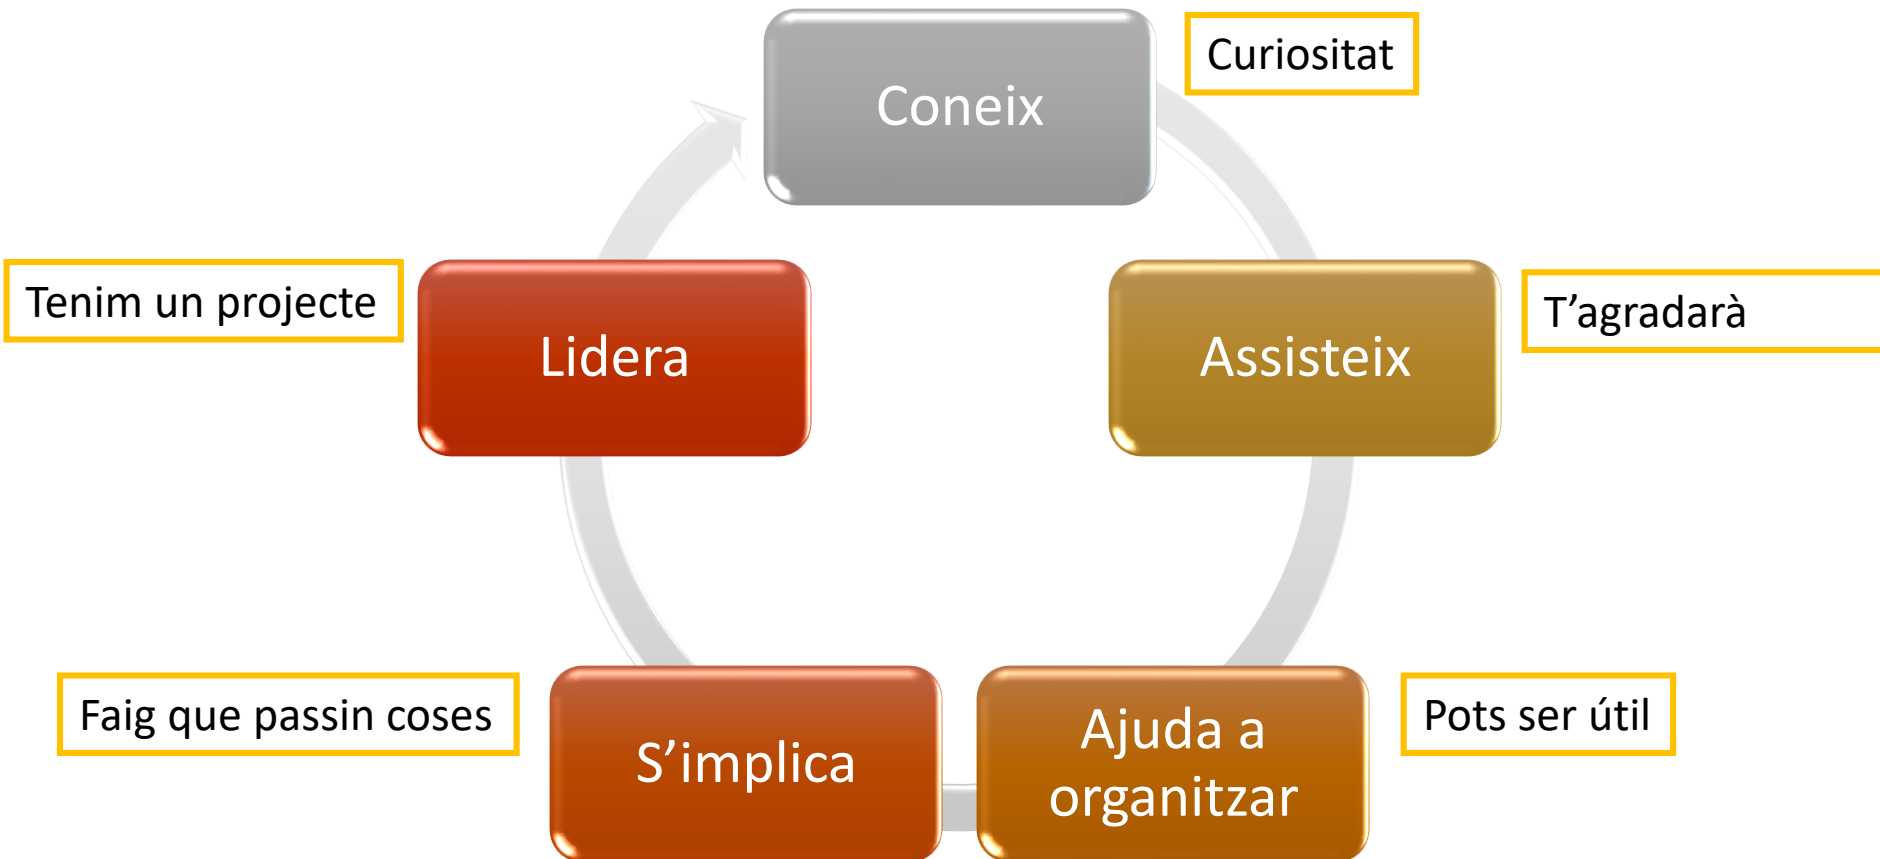 Coneix
Curiositat
Assisteix
T’agradarà
Ajuda a
organitzar
Pots ser útil
S’implica
Faig que passin coses
Lidera
Tenim un projecte